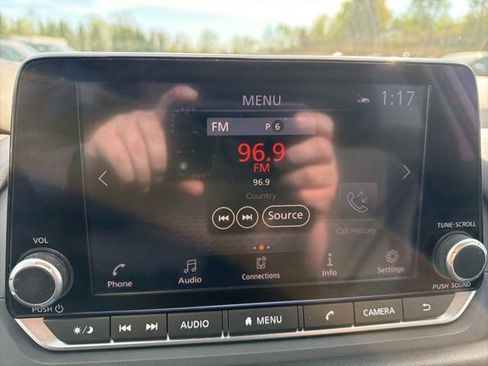 MENU
1:17
FM P 6
96.9
FM
96.9
Country
Source
Call History
Phone Audio Connections Info Settings
VOL
PUSH
TUNE-SCROLL
PUSH SOUND
AUDIO MENU CAMERA